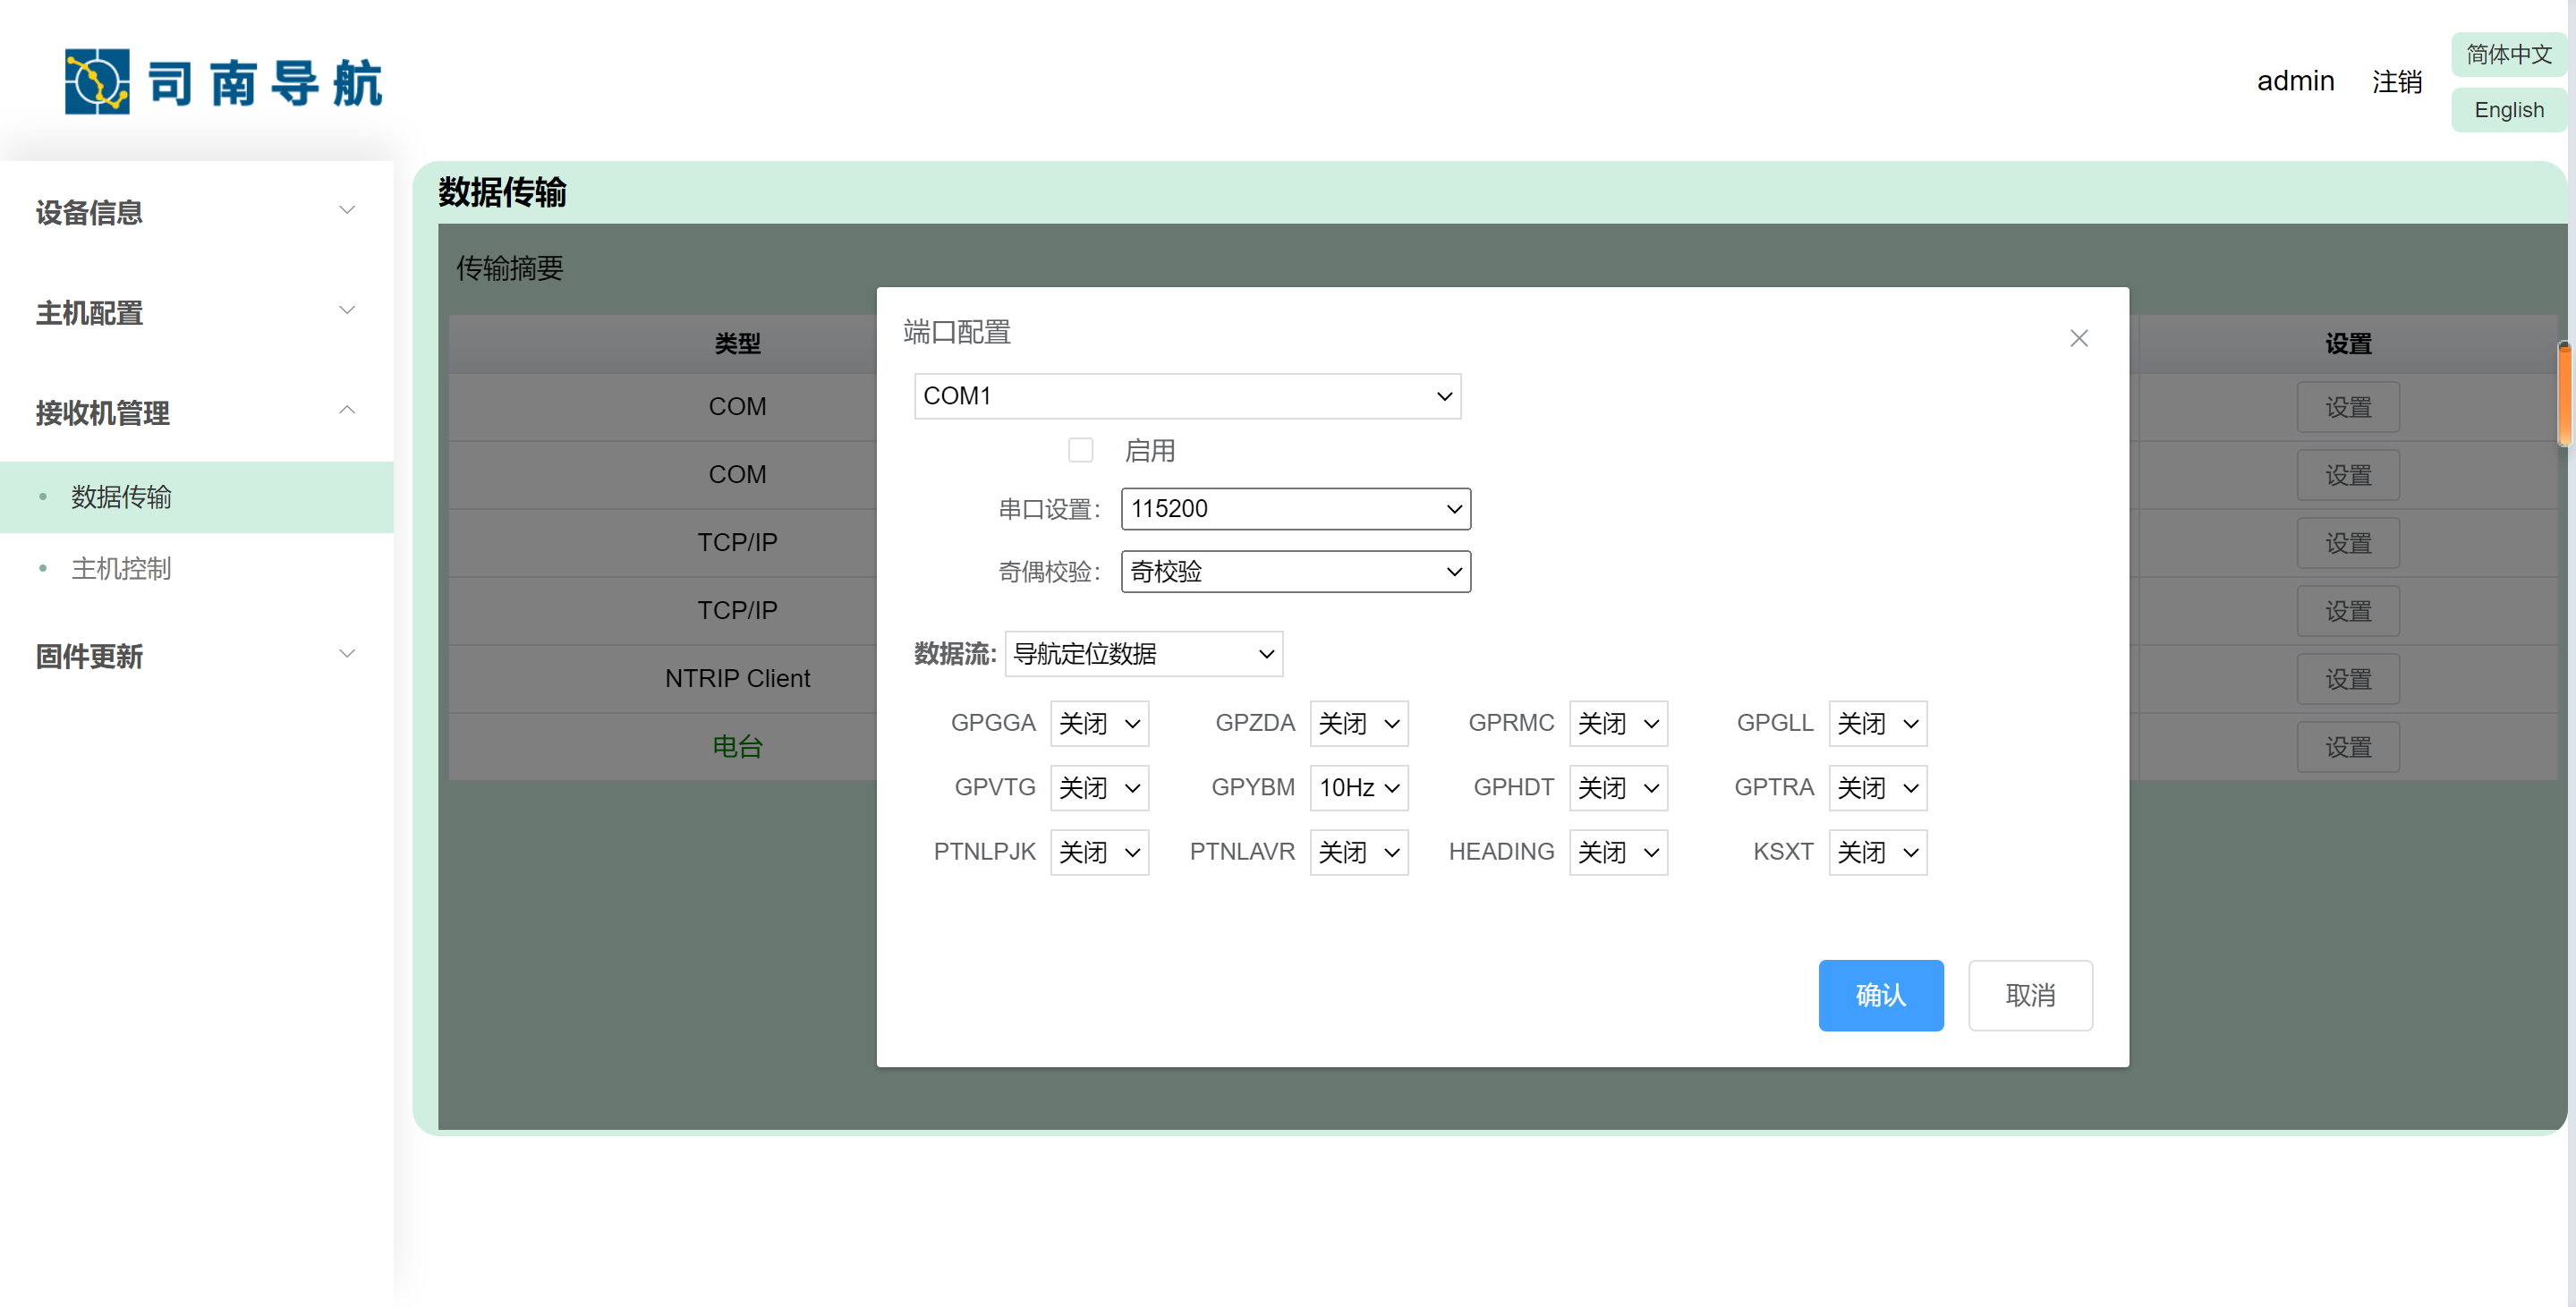 司南导航
admin 注销 简体中文
English
设备信息
主机配置
接收机管理
数据传输
主机控制
固件更新
数据传输
传输摘要
类型 设置
COM 设置
COM 设置
TCP/IP 设置
TCP/IP 设置
NTRIP Client 设置
电台 设置
端口配置
COM1
启用
串口设置: 115200
奇偶校验: 奇校验
数据流: 导航定位数据
GPGGA 关闭 GPZDA 关闭 GPRMC 关闭 GPGLL 关闭
GPVTG 关闭 GPYBM 10Hz GPHDT 关闭 GPTRA 关闭
PTNLPJK 关闭 PTNLAVR 关闭 HEADING 关闭 KSXT 关闭
确认 取消